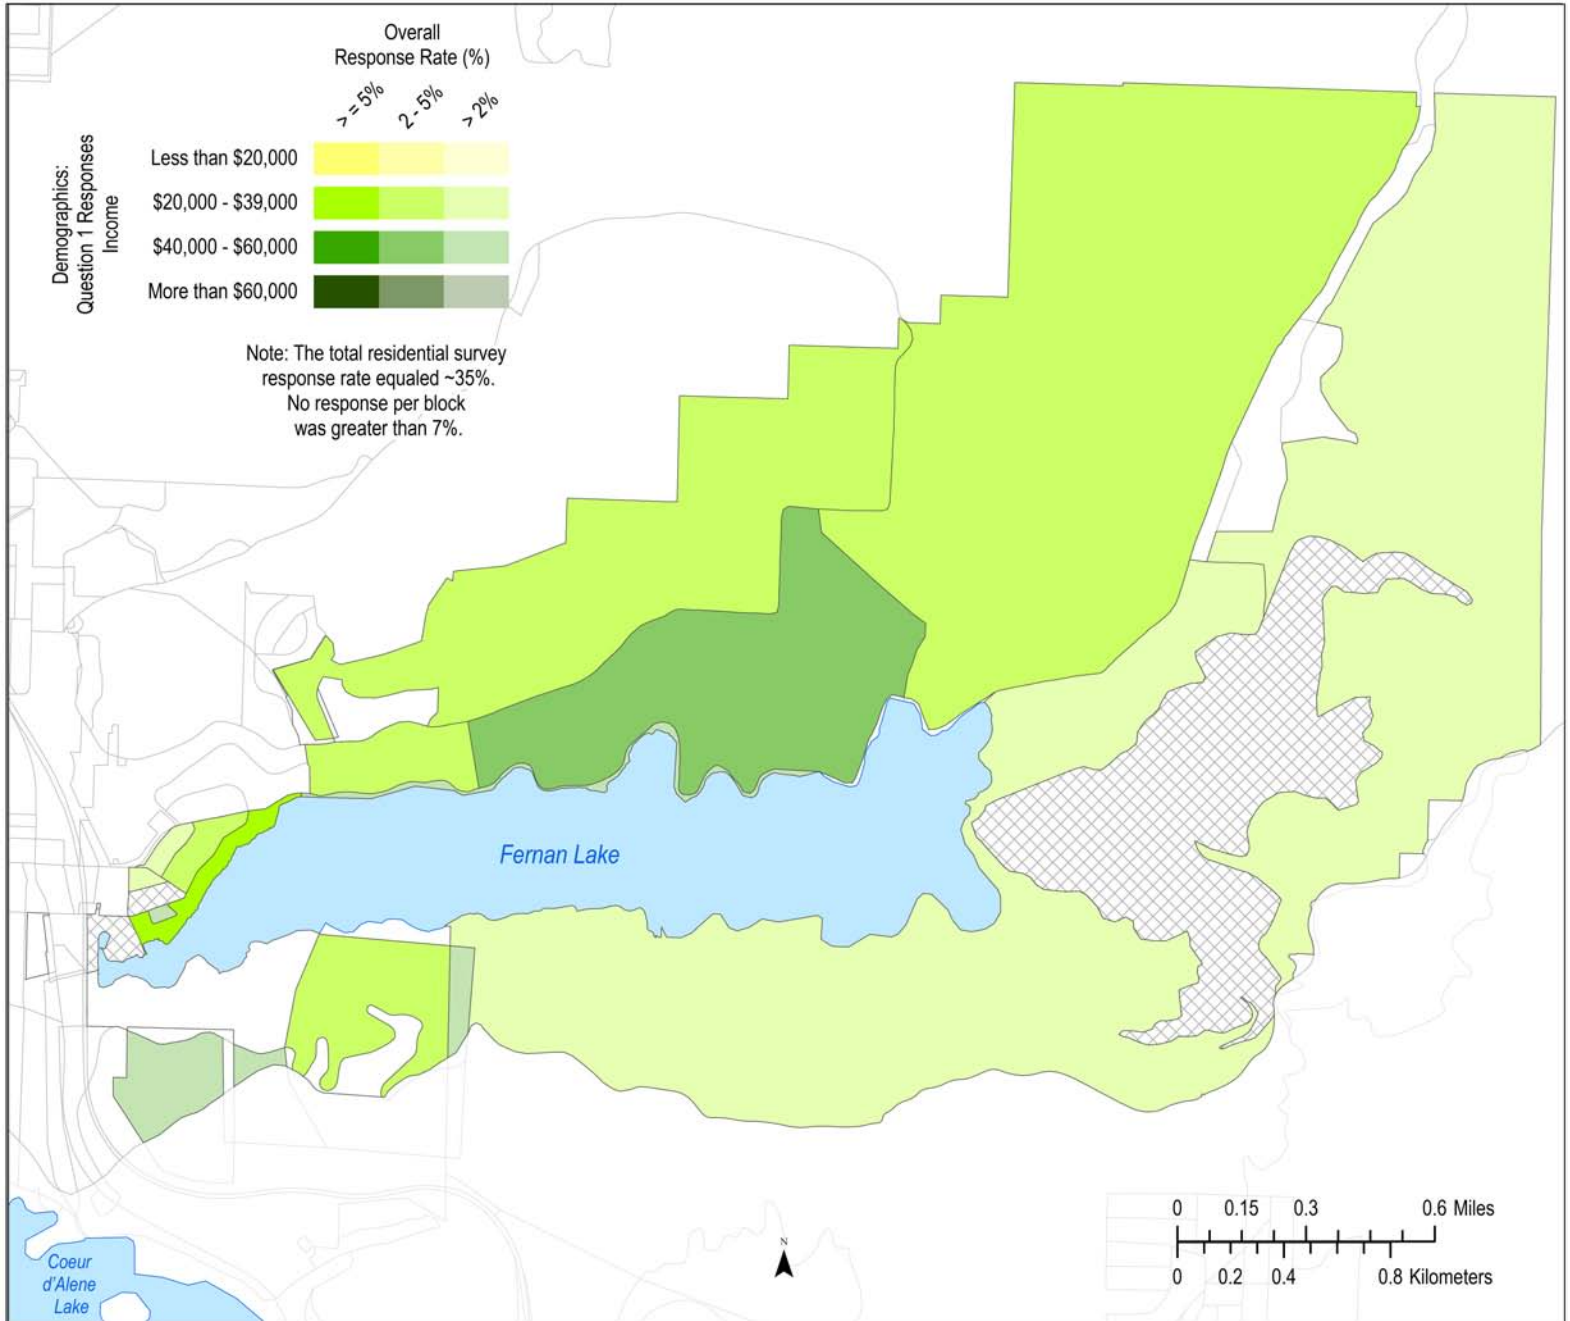 Overall
Response Rate (%)
> = 5%
2 - 5%
> 2%
Demographics:
Question 1 Responses
Income
Less than $20,000
$20,000 - $39,000
$40,000 - $60,000
More than $60,000
Note: The total residential survey
response rate equaled ~35%.
No response per block
was greater than 7%.
Fernan Lake
Coeur
d'Alene
Lake
N
0 0.15 0.3 0.6 Miles
0 0.2 0.4 0.8 Kilometers